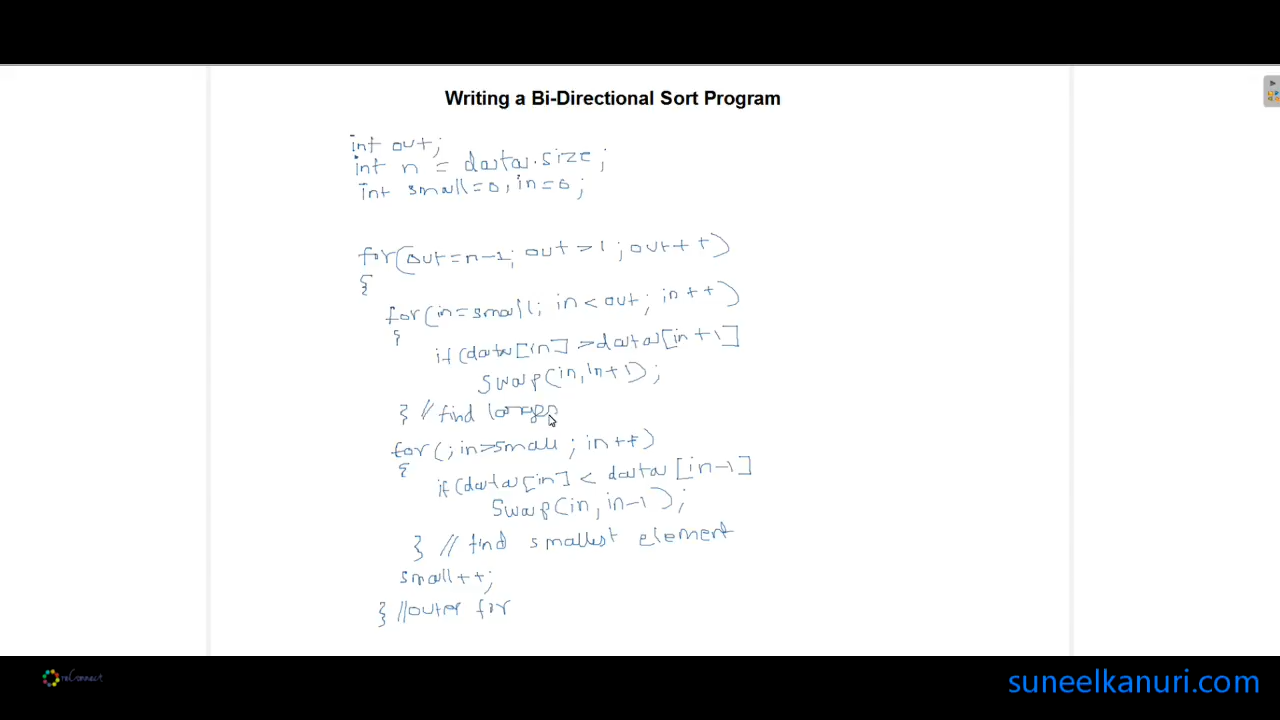 Writing a Bi-Directional Sort Program
int out;
int n = data.size;
int small=0, in=0;
for(out=n-1; out>1; out++)
{
for(in=small; in<out; in++)
{
if(data[in] >data[in+1]
swap(in,in+1);
} // find larges
for(;in>small; in++)
{
if(data[in] < data[in-1]
swap(in, in-1);
} // find smallest element
small++;
} //outer for
reConnect
suneelkanuri.com